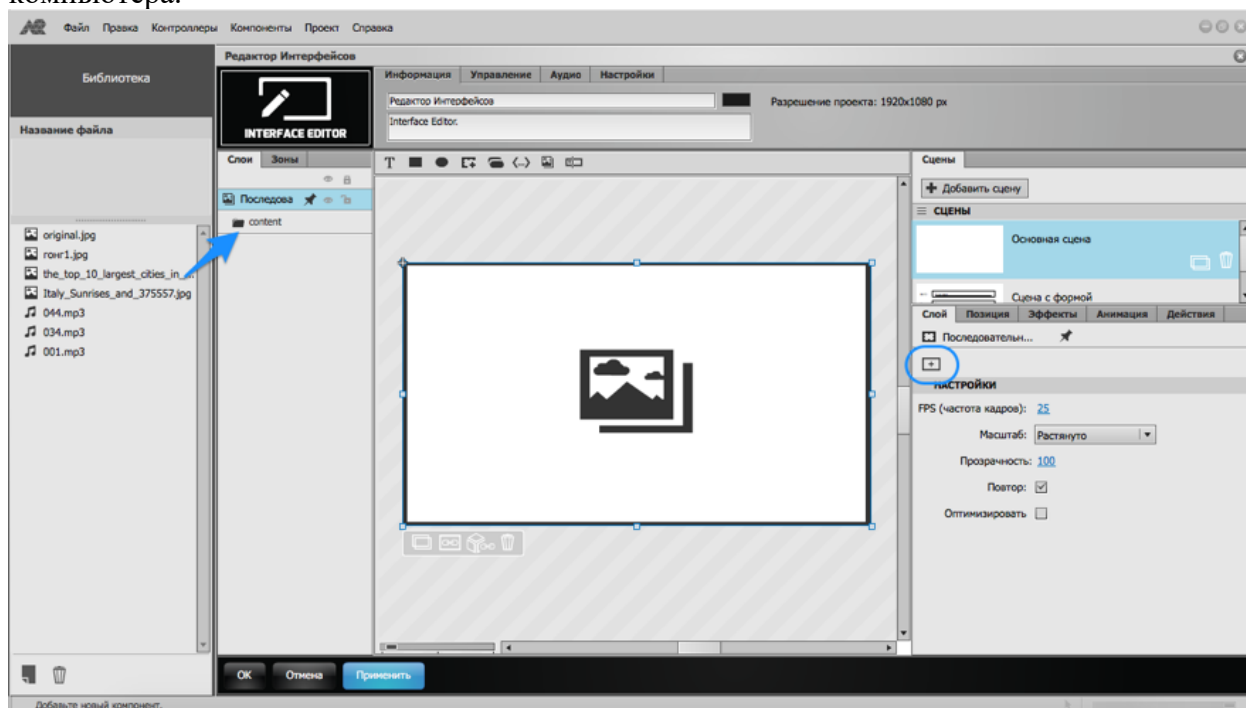 компьютера.
Файл Правка Контроллеры Компоненты Проект Справка
Библиотека
Название файла
original.jpg
гонг1.jpg
the_top_10_largest_cities_in_...
Italy_Sunrises_and_375557.jpg
044.mp3
034.mp3
001.mp3
Редактор Интерфейсов
INTERFACE EDITOR
Информация Управление Аудио Настройки
Редактор Интерфейсов
Разрешение проекта: 1920x1080 px
Interface Editor.
Слои Зоны
Последова
content
T
Сцены
Добавить сцену
СЦЕНЫ
Основная сцена
Сцена с формой
Слой Позиция Эффекты Анимация Действия
Последовательн...
НАСТРОЙКИ
FPS (частота кадров): 25
Масштаб: Растянуто
Прозрачность: 100
Повтор:
Оптимизировать
ОК Отмена Применить
Добавьте новый компонент.